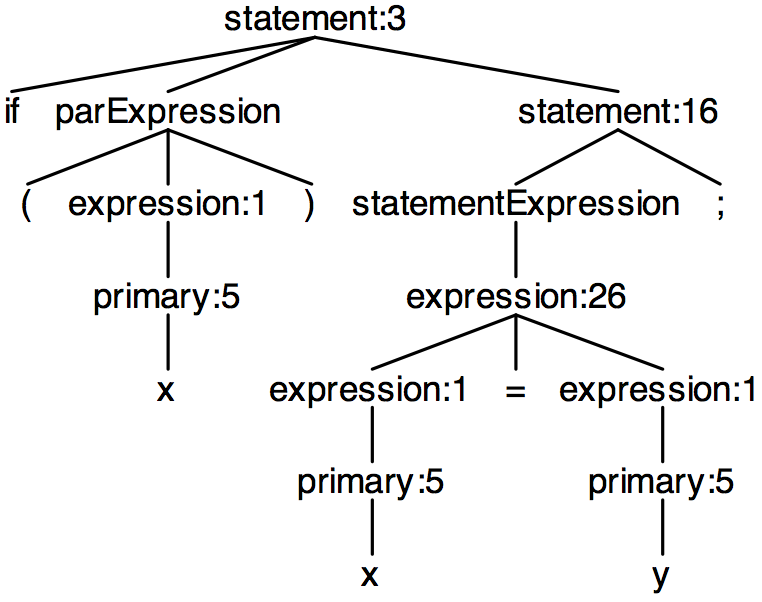 statement:3
if parExpression statement:16
( expression:1 ) statementExpression ;
primary:5 expression:26
x expression:1 = expression:1
primary:5 primary:5
x y